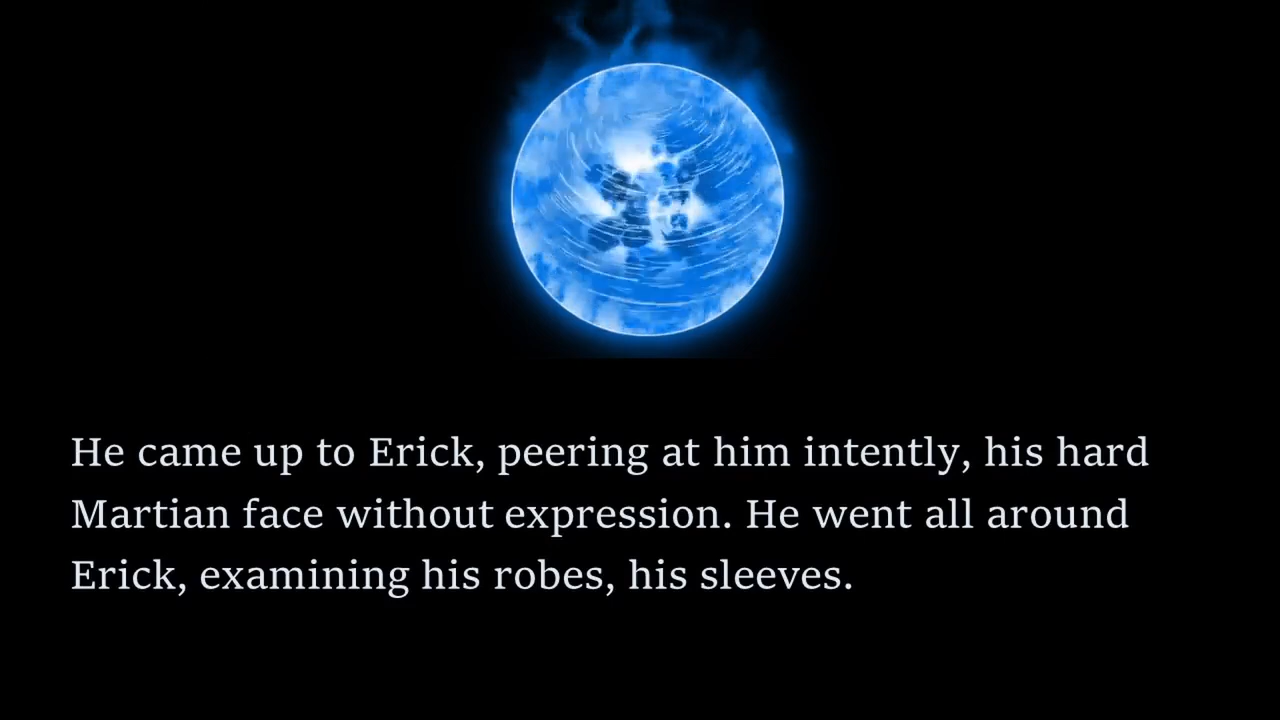 He came up to Erick, peering at him intently, his hard
Martian face without expression. He went all around
Erick, examining his robes, his sleeves.